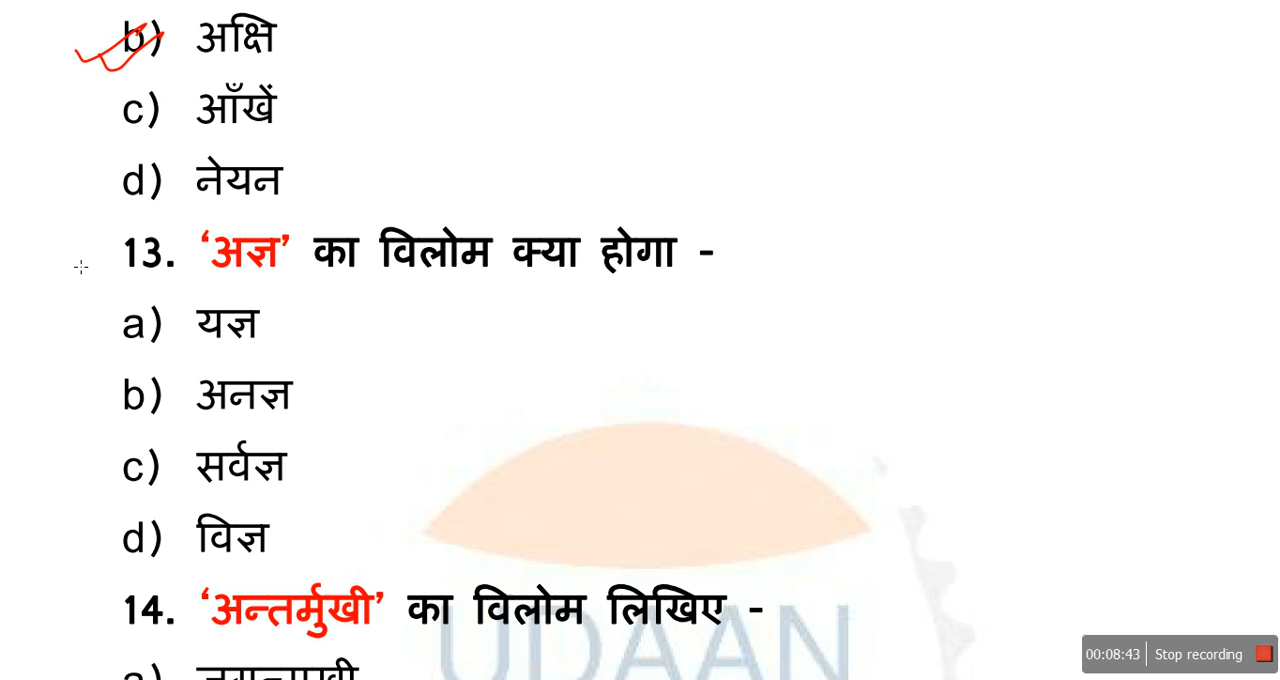 b) अक्षि
c) आँखें
d) नेयन
13. ‘अज्ञ’ का विलोम क्या होगा -
a) यज्ञ
b) अनज्ञ
c) सर्वज्ञ
d) विज्ञ
14. ‘अन्तर्मुखी’ का विलोम लिखिए -
UDAAN
00:08:43 Stop recording